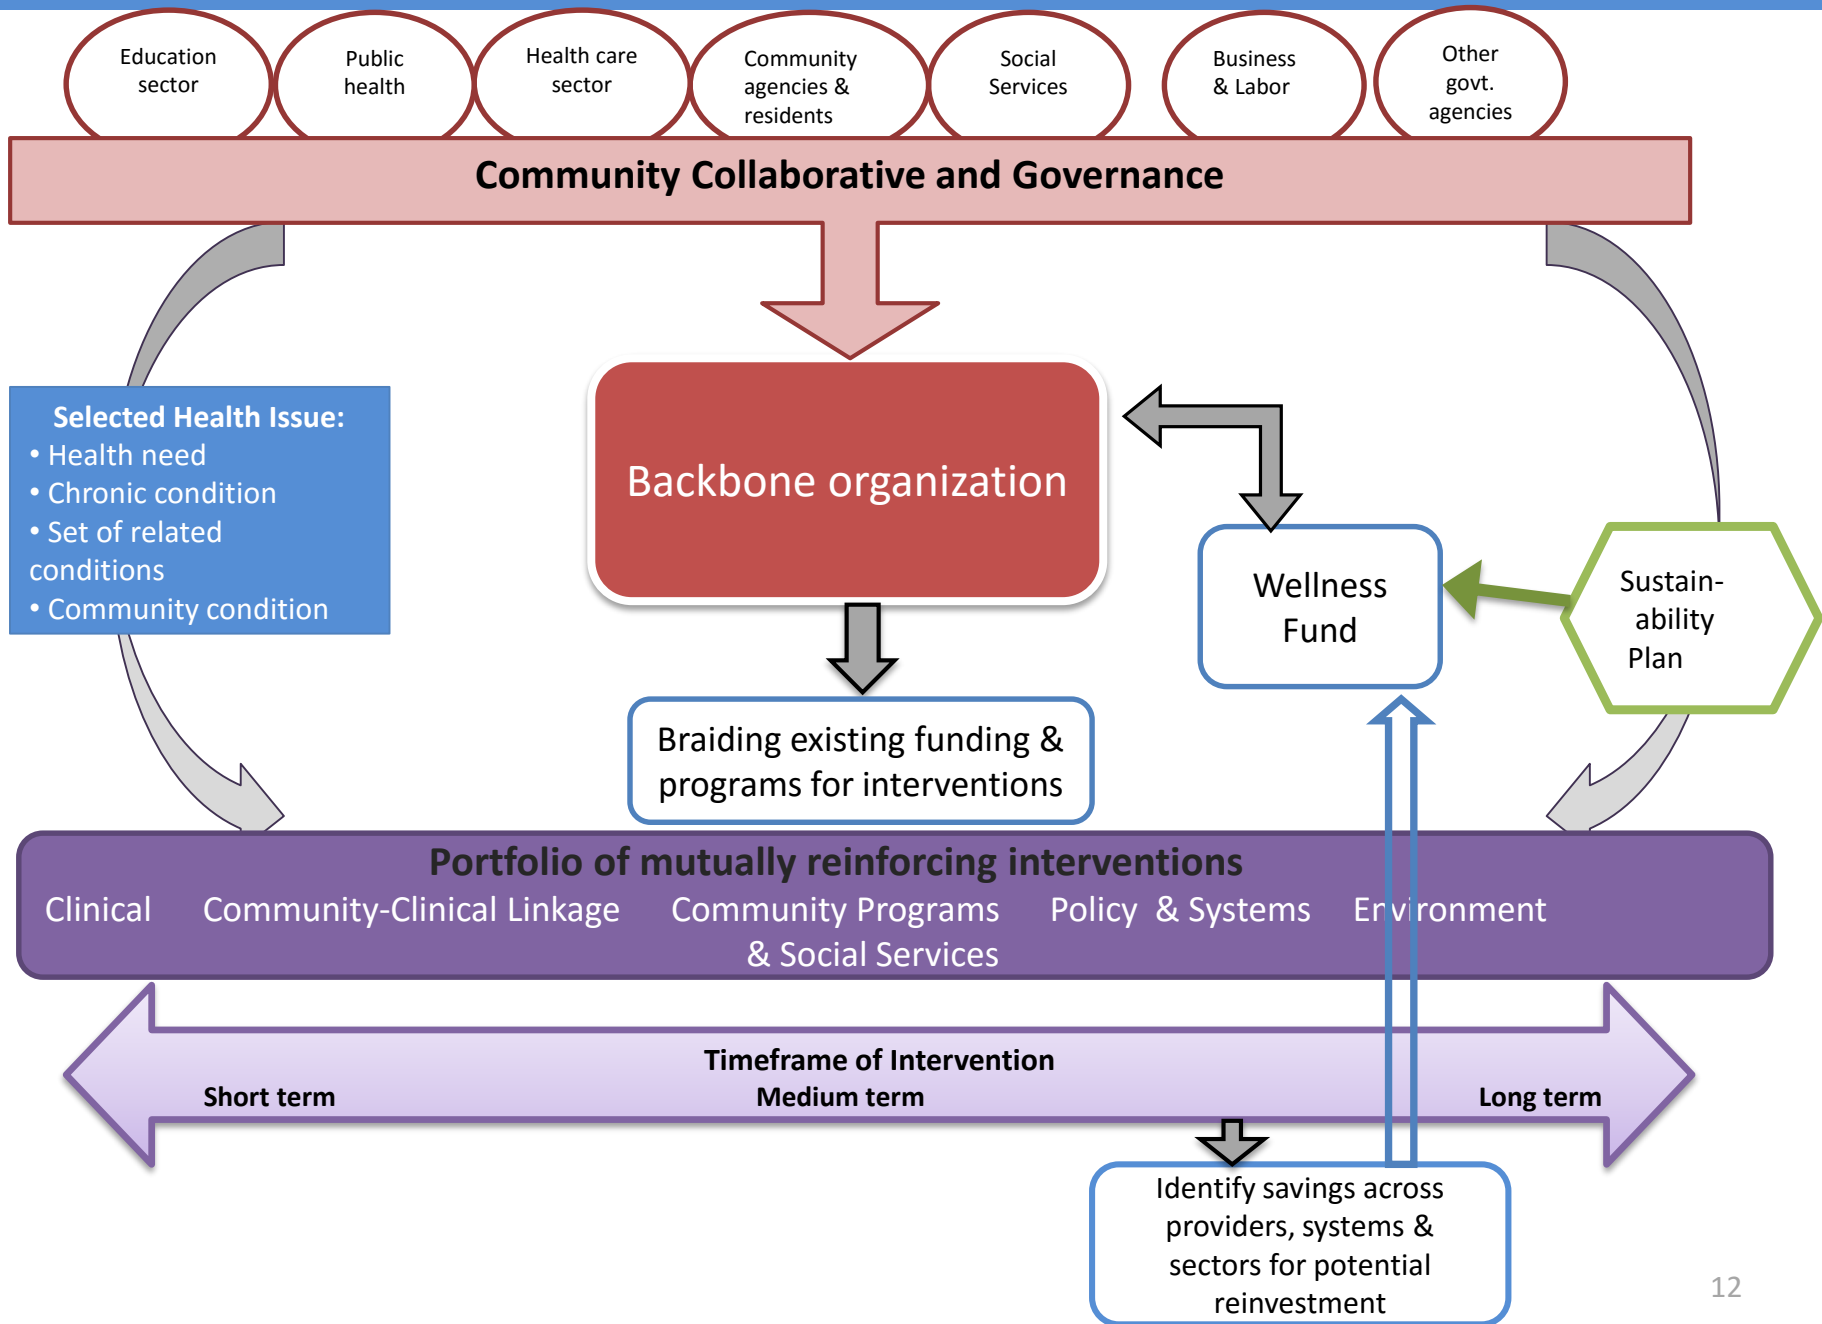 Education
sector
Public
health
Health care
sector
Community
agencies &
residents
Social
Services
Business
& Labor
Other
govt.
agencies
Community Collaborative and Governance
Selected Health Issue:
• Health need
• Chronic condition
• Set of related
conditions
• Community condition
Backbone organization
Wellness
Fund
Sustain-
ability
Plan
Braiding existing funding &
programs for interventions
Portfolio of mutually reinforcing interventions
Clinical Community-Clinical Linkage Community Programs Policy & Systems Environment
& Social Services
Timeframe of Intervention
Short term Medium term Long term
Identify savings across
providers, systems &
sectors for potential
reinvestment
12